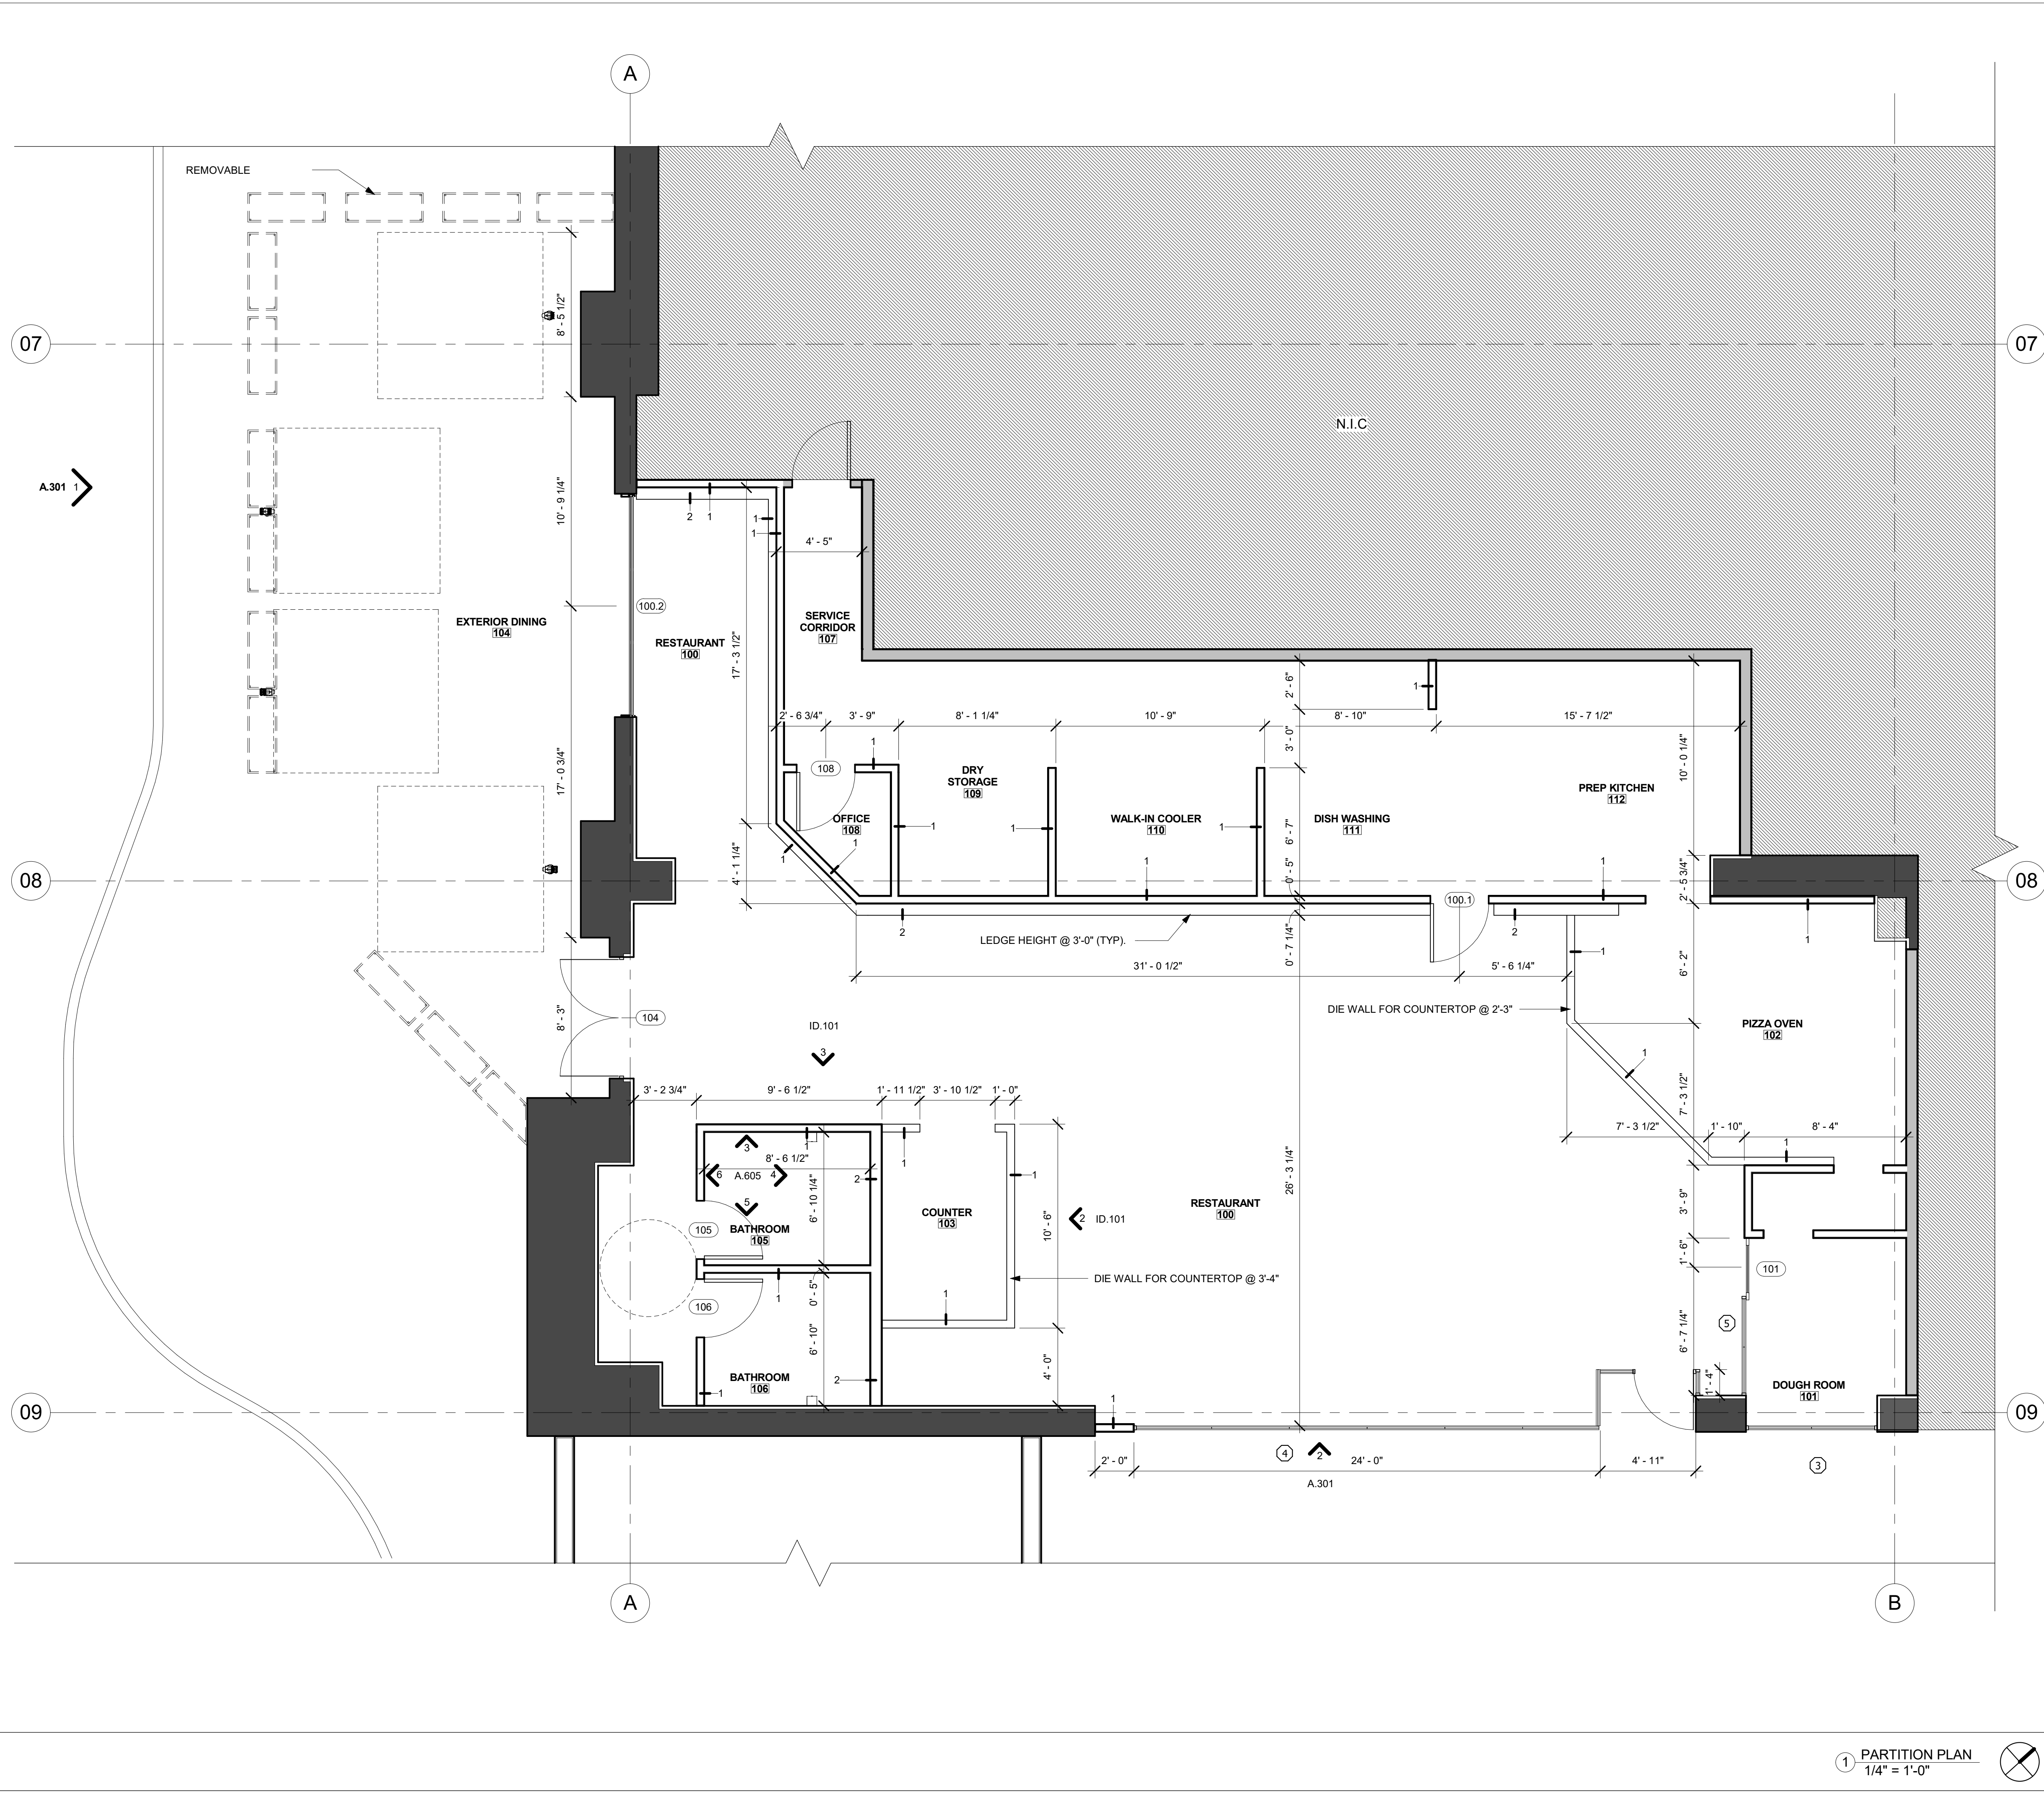 A
REMOVABLE
8' - 5 1/2"
07
07
N.I.C
A.301 1
10' - 9 1/4"
2 1
1
1
4' - 5"
100.2
EXTERIOR DINING
104
RESTAURANT
100
SERVICE
CORRIDOR
107
17' - 3 1/2"
2' - 6"
1
2' - 6 3/4"
3' - 9"
8' - 1 1/4"
10' - 9"
8' - 10"
15' - 7 1/2"
3' - 0"
17' - 0 3/4"
108
1
DRY
STORAGE
109
10' - 0 1/4"
PREP KITCHEN
112
OFFICE
108
1
1
WALK-IN COOLER
110
1
DISH WASHING
111
6' - 7"
1
1
4' - 1 1/4"
1
1
0' - 5"
2' - 5 3/4"
08
08
100.1
2
LEDGE HEIGHT @ 3'-0" (TYP).
0' - 7 1/4"
2
1
1
31' - 0 1/2"
5' - 6 1/4"
6' - 2"
8' - 3"
104
ID.101
3
DIE WALL FOR COUNTERTOP @ 2'-3"
PIZZA OVEN
102
1
3' - 2 3/4"
9' - 6 1/2"
1' - 11 1/2"
3' - 10 1/2"
1' - 0"
7' - 3 1/2"
7' - 3 1/2"
1' - 10"
8' - 4"
1
3
1
1
8' - 6 1/2"
6
A.605
4
2
1
5
6' - 10 1/4"
26' - 3 1/4"
3' - 9"
105
BATHROOM
105
COUNTER
103
10' - 6"
2
ID.101
RESTAURANT
100
1' - 6"
101
DIE WALL FOR COUNTERTOP @ 3'-4"
106
1
0' - 5"
1
5
6' - 7 1/4"
6' - 10"
4' - 0"
BATHROOM
106
2
1
1' - 4"
DOUGH ROOM
101
09
09
1
4
2
2' - 0"
24' - 0"
4' - 11"
3
A.301
A
B
1
PARTITION PLAN
1/4" = 1'-0"